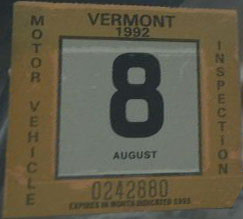 VERMONT
1992
MOTOR VEHICLE
8
AUGUST
INSPECTION
0242680
EXPIRES IN MONTH INDICATED 1993